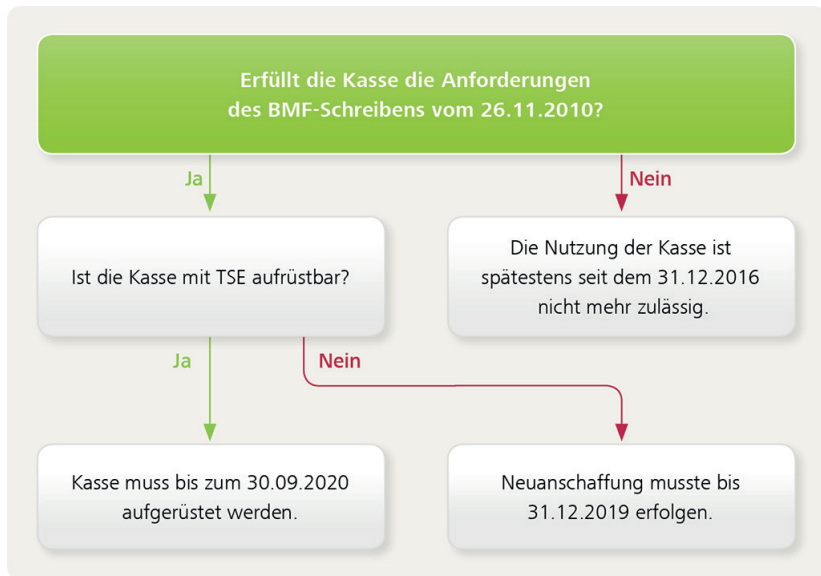 Erfüllt die Kasse die Anforderungen
des BMF-Schreibens vom 26.11.2010?
Ja
Nein
Ist die Kasse mit TSE aufrüstbar?
Die Nutzung der Kasse ist
spätestens seit dem 31.12.2016
nicht mehr zulässig.
Ja
Nein
Kasse muss bis zum 30.09.2020
aufgerüstet werden.
Neuanschaffung musste bis
31.12.2019 erfolgen.